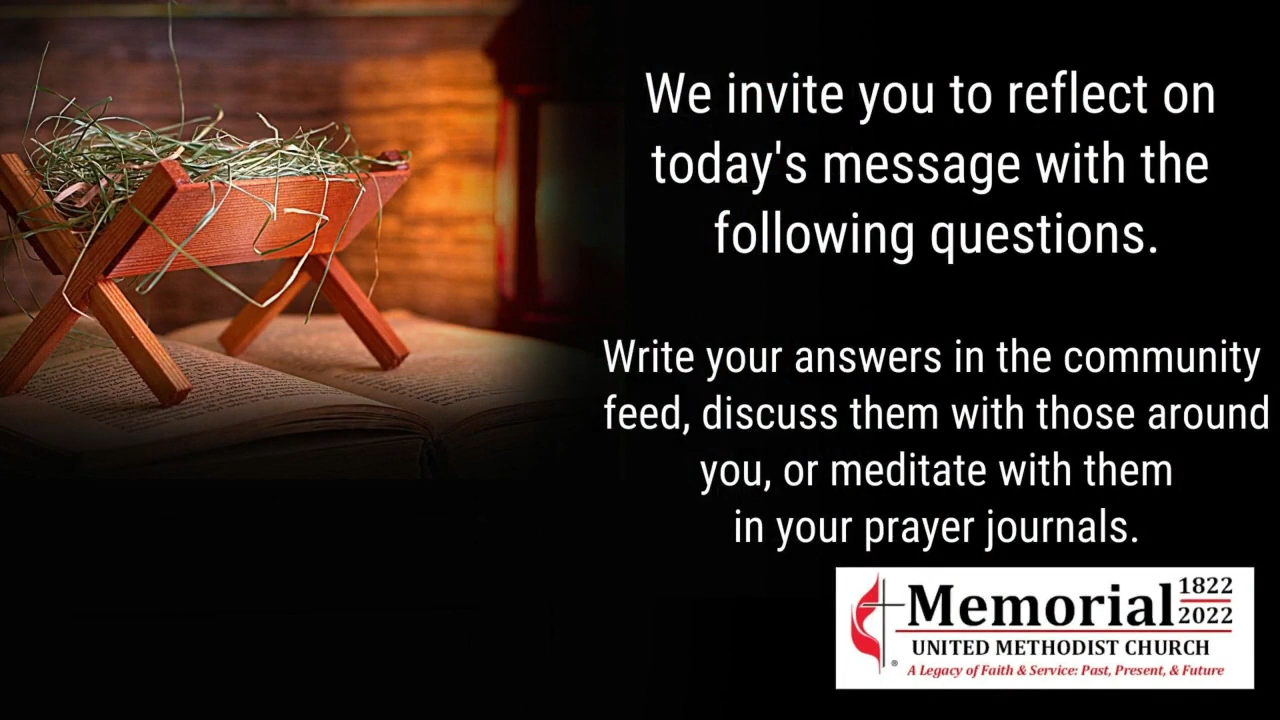 We invite you to reflect on
today's message with the
following questions.
Write your answers in the community
feed, discuss them with those around
you, or meditate with them
in your prayer journals.
Memorial 1822
2022
UNITED METHODIST CHURCH
®
A Legacy of Faith & Service: Past, Present, & Future